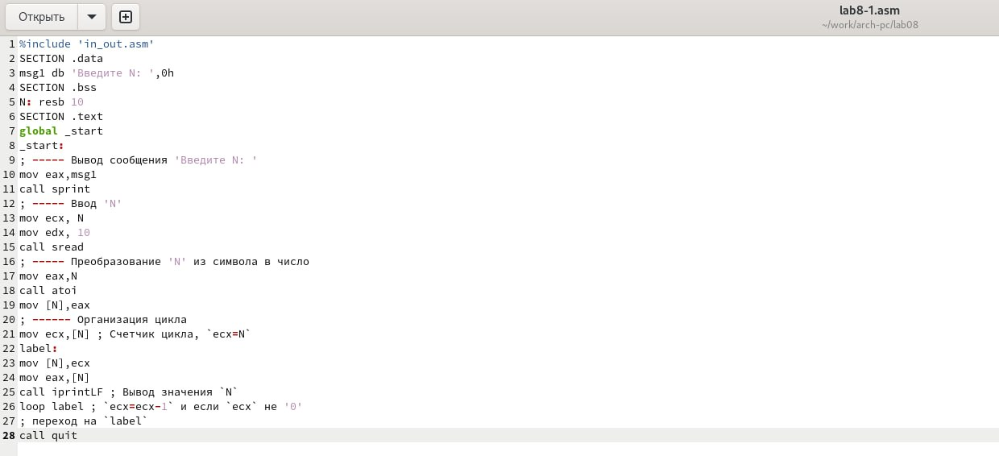 Открыть
lab8-1.asm
~/work/arch-pc/lab08
1 %include 'in_out.asm'
2 SECTION .data
3 msg1 db 'Введите N: ',0h
4 SECTION .bss
5 N: resb 10
6 SECTION .text
7 global _start
8 _start:
9 ; ----- Вывод сообщения 'Введите N: '
10 mov eax,msg1
11 call sprint
12 ; ----- Ввод 'N'
13 mov ecx, N
14 mov edx, 10
15 call sread
16 ; ----- Преобразование 'N' из символа в число
17 mov eax,N
18 call atoi
19 mov [N],eax
20 ; ------ Организация цикла
21 mov ecx,[N] ; Счетчик цикла, `ecx=N`
22 label:
23 mov [N],ecx
24 mov eax,[N]
25 call iprintLF ; Вывод значения `N`
26 loop label ; `ecx=ecx-1` и если `ecx` не '0'
27 ; переход на `label`
28 call quit